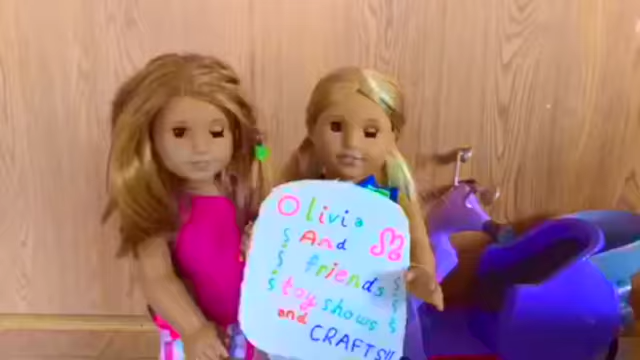 Olivia
And
friends
toy shows
and
CRAFTS!!